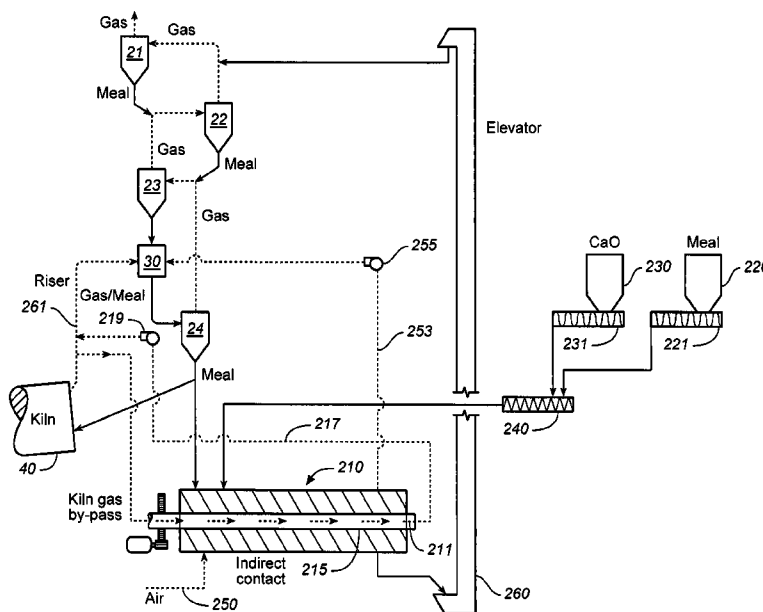 Gas
Gas
21
Meal
22
Elevator
Gas
Meal
23
Gas
CaO
Meal
255
230
220
30
Riser
Gas/Meal
261
219
253
24
231
221
Meal
Kiln
240
217
40
210
Kiln gas
by-pass
211
Indirect
contact
215
Air
250
260